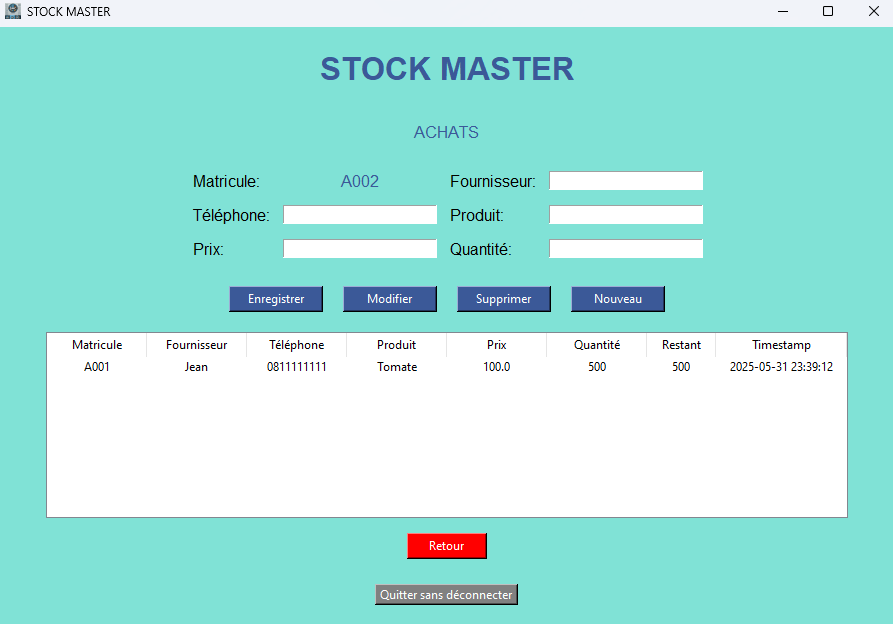 STOCK MASTER
STOCK MASTER
ACHATS
Matricule: A002 Fournisseur:
Téléphone: Produit:
Prix: Quantité:
Enregistrer Modifier Supprimer Nouveau
Matricule Fournisseur Téléphone Produit Prix Quantité Restant Timestamp
A001 Jean 0811111111 Tomate 100.0 500 500 2025-05-31 23:39:12
Retour
Quitter sans déconnecter